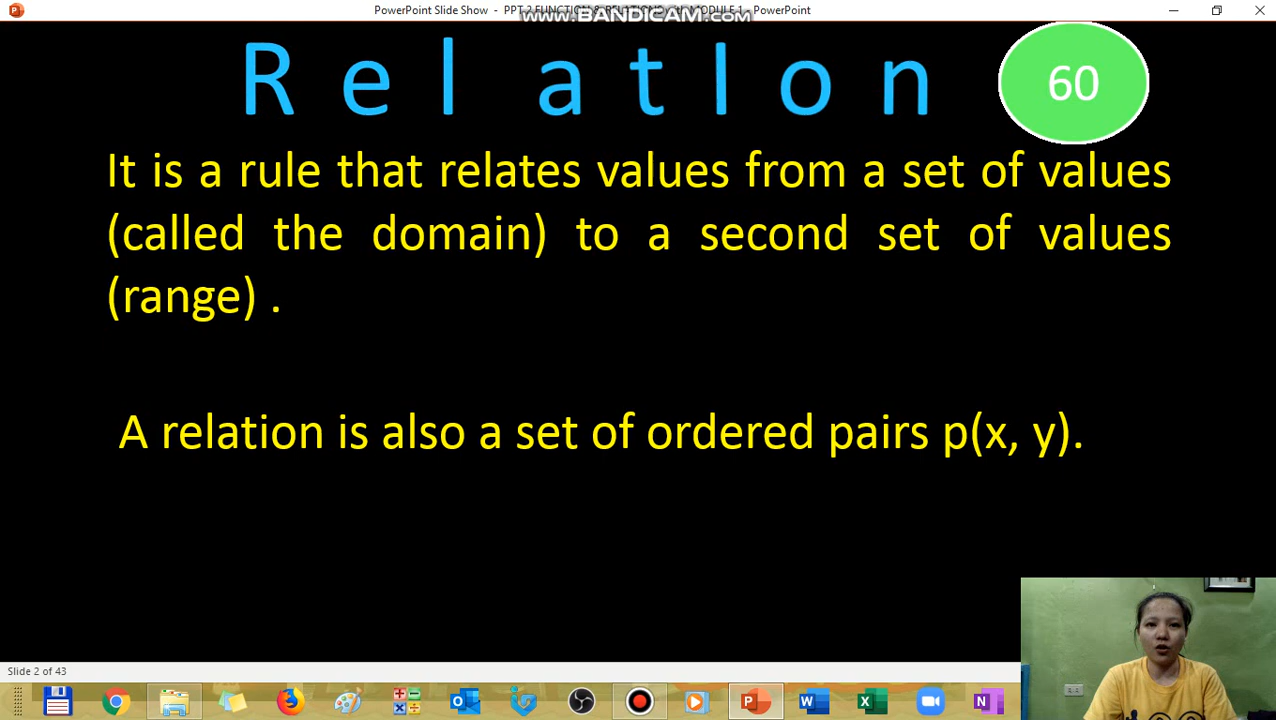 PowerPoint Slide Show - PPT 2 FUNCTION & RELATION MODULE 1 - PowerPoint
www.BANDICAM.com
R e l a t I o n
60
It is a rule that relates values from a set of values
(called the domain) to a second set of values
(range) .
A relation is also a set of ordered pairs p(x, y).
Slide 2 of 43